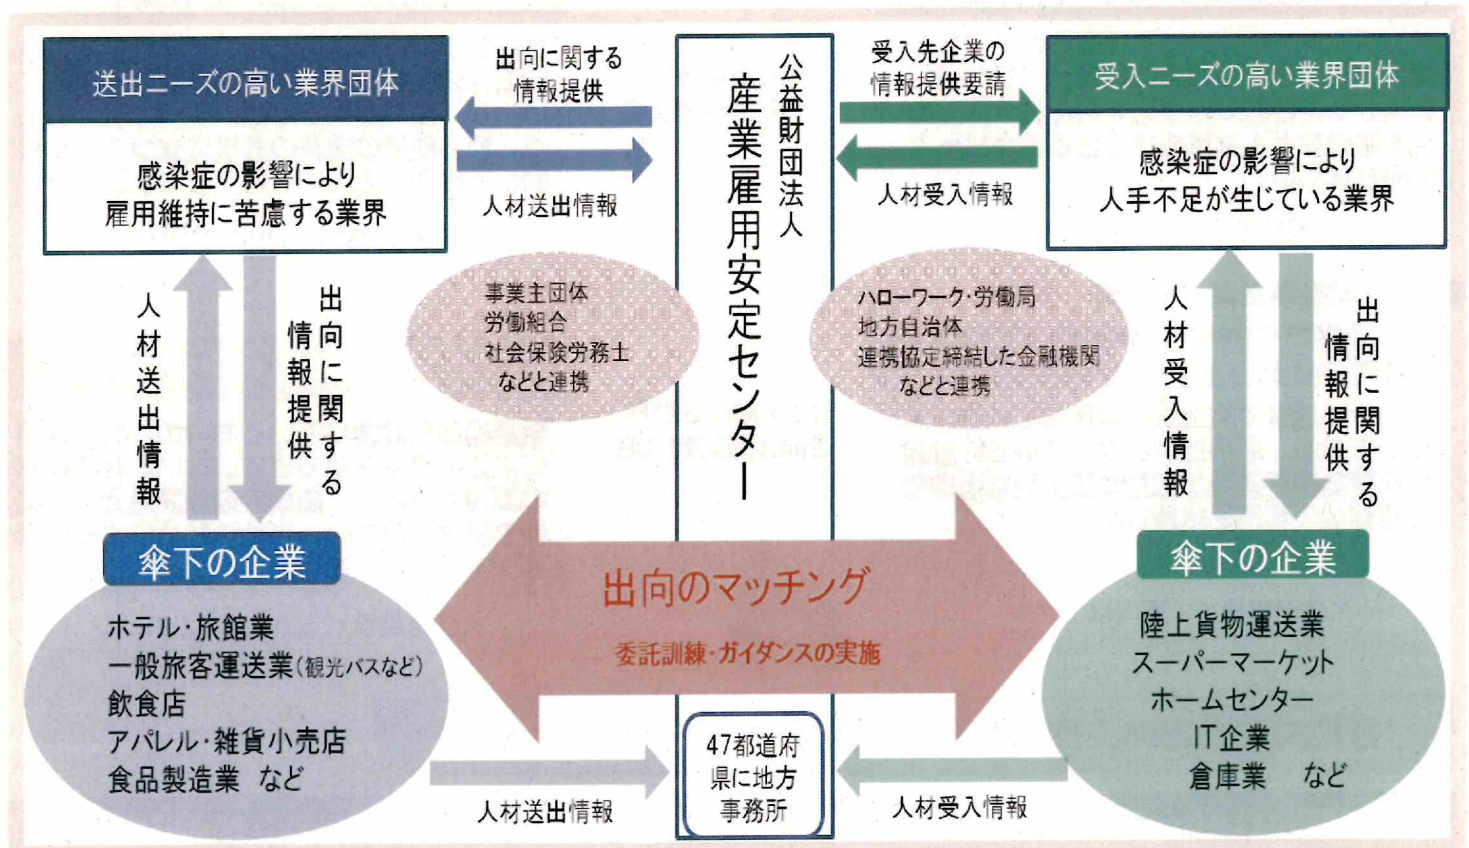 送出ニーズの高い業界団体
感染症の影響により
雇用維持に苦慮する業界
出向に関する
情報提供
人材送出情報
公益財団法人
産業雇用安定センター
受入先企業の
情報提供要請
人材受入情報
受入ニーズの高い業界団体
感染症の影響により
人手不足が生じている業界
人材送出情報
出向に関する
情報提供
事業主団体
労働組合
社会保険労務士
などと連携
ハローワーク・労働局
地方自治体
連携協定締結した金融機関
などと連携
人材受入情報
出向に関する
情報提供
傘下の企業
ホテル・旅館業
一般旅客運送業(観光バスなど)
飲食店
アパレル・雑貨小売店
食品製造業 など
出向のマッチング
委託訓練・ガイダンスの実施
傘下の企業
陸上貨物運送業
スーパーマーケット
ホームセンター
IT企業
倉庫業 など
人材送出情報
47都道府
県に地方
事務所
人材受入情報